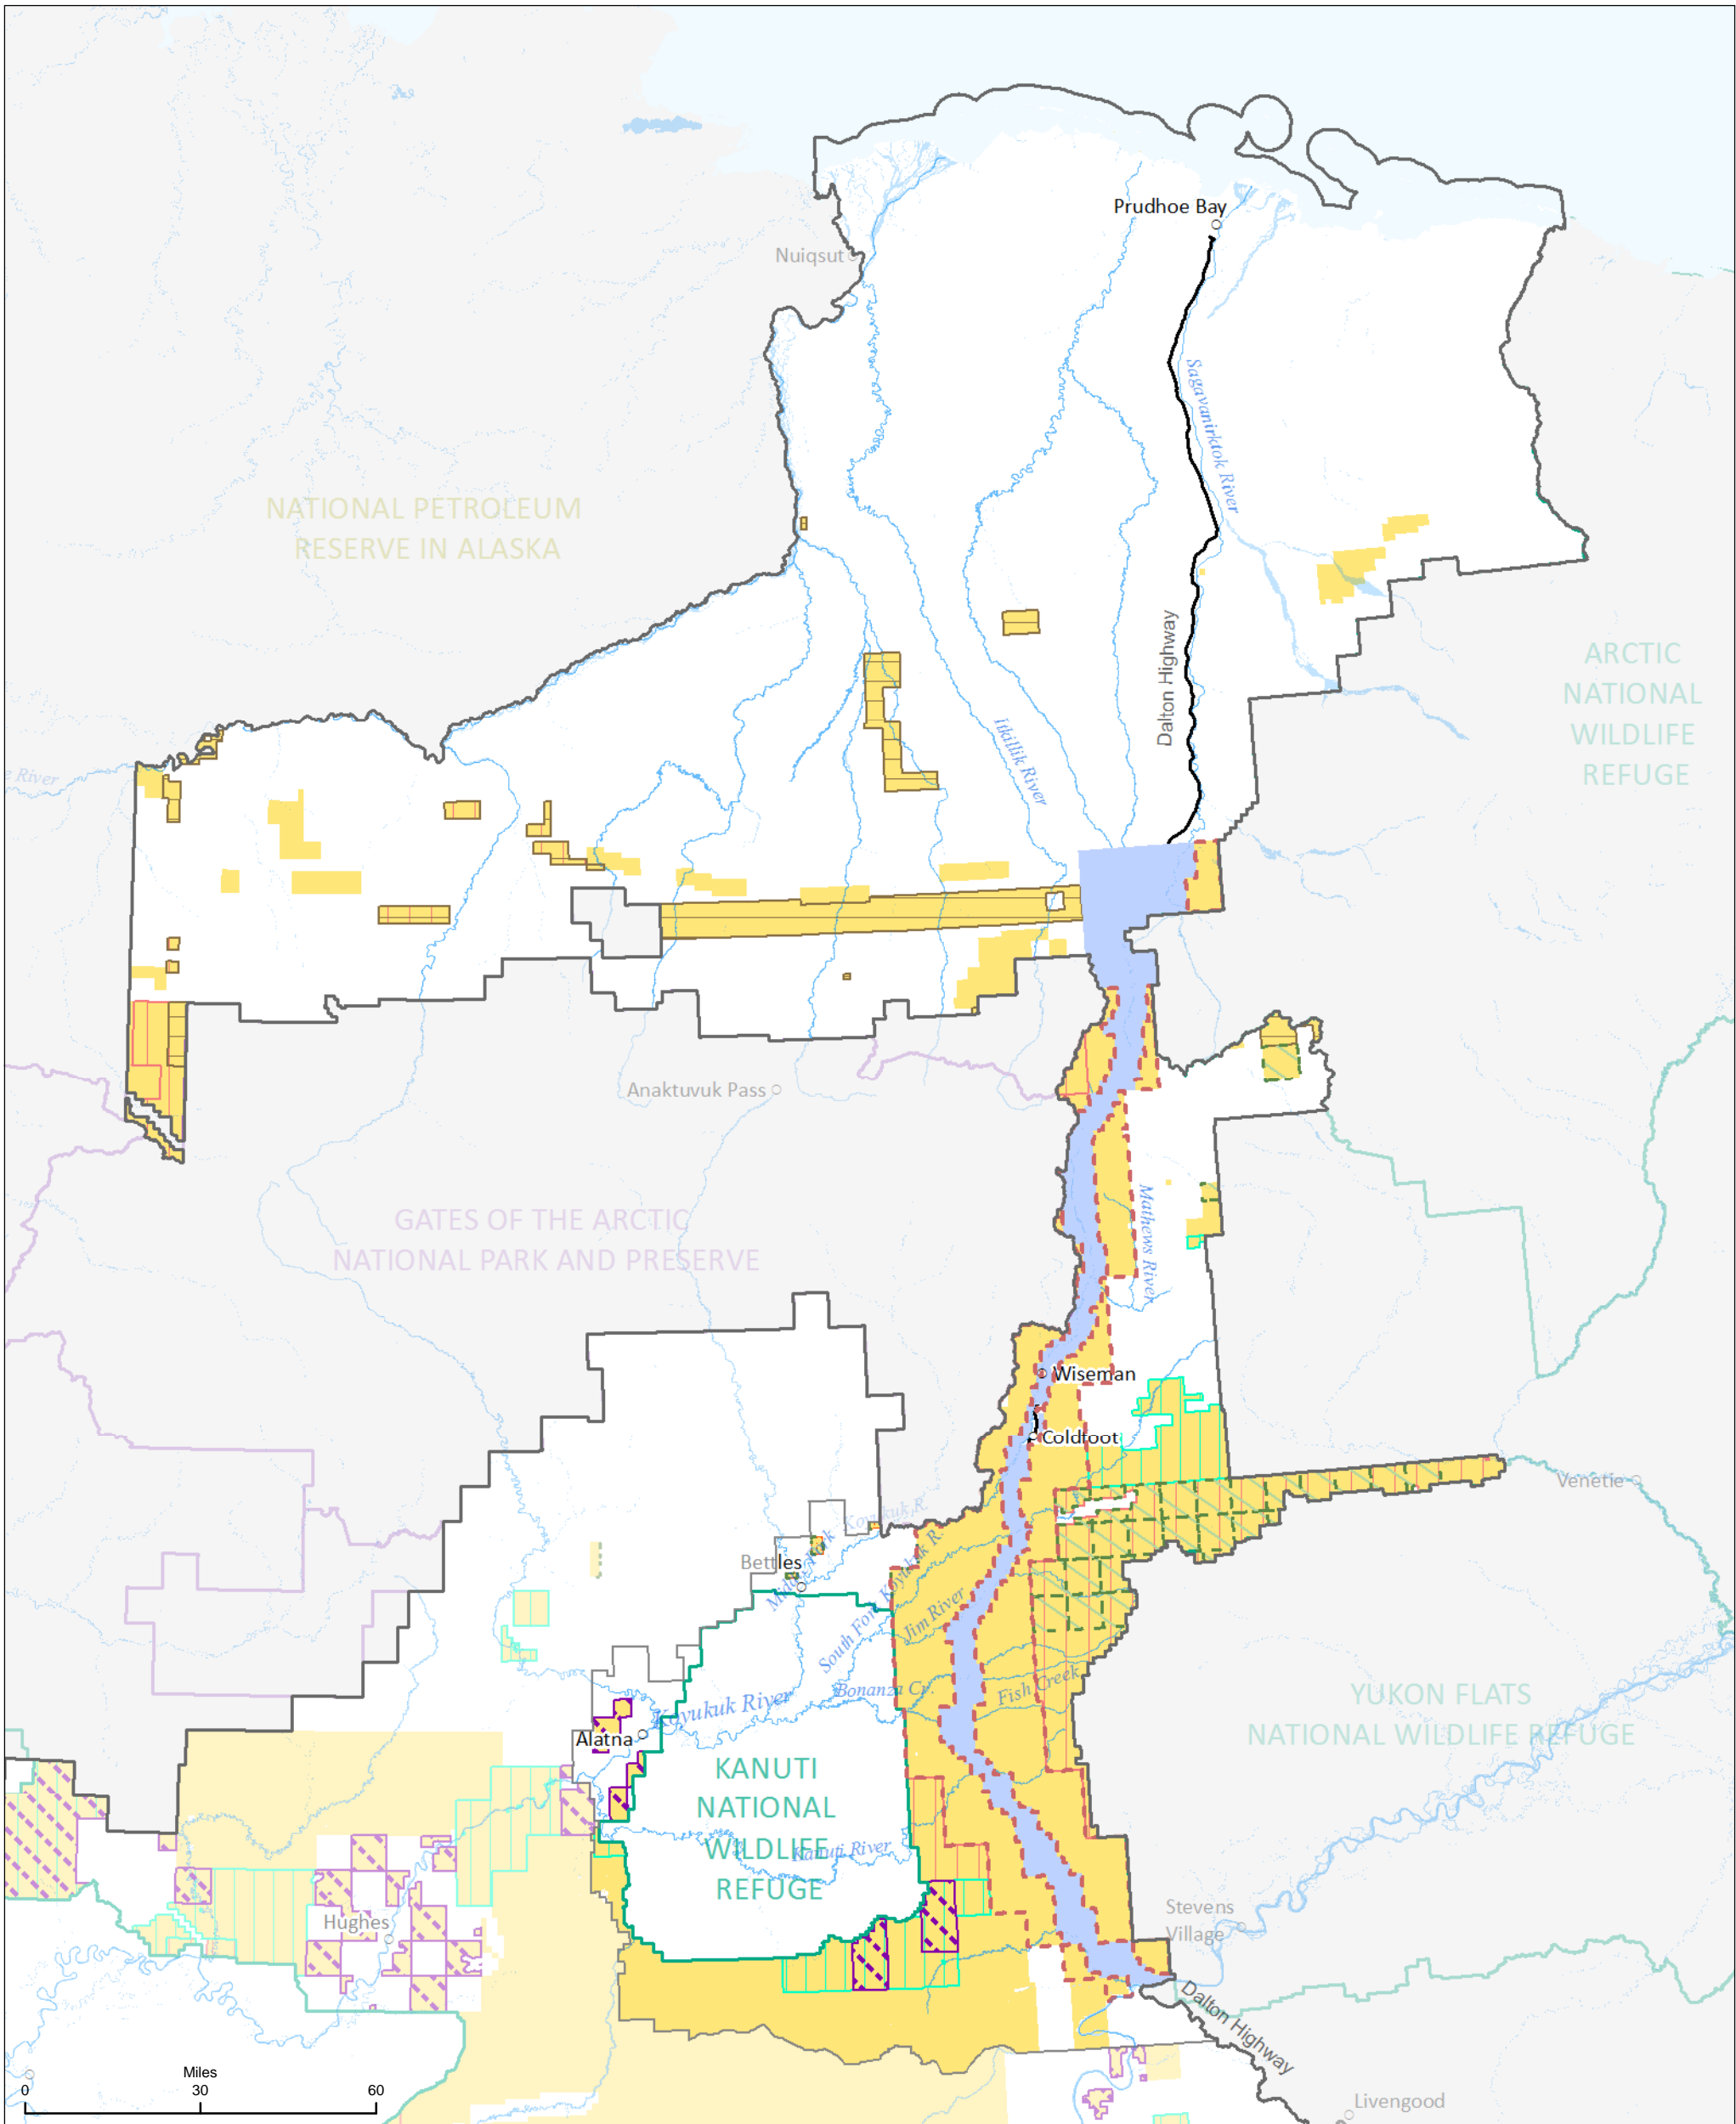 Prudhoe Bay
Nuiqsut
Sagavanirktok River
NATIONAL PETROLEUM
RESERVE IN ALASKA
Dalton Highway
ARCTIC
NATIONAL
WILDLIFE
REFUGE
Itkillik River
e River
Anaktuvuk Pass
GATES OF THE ARCTIC
NATIONAL PARK AND PRESERVE
Mathews River
Wiseman
Coldfoot
Venetie
Koyukuk R.
Middle Fork
Bettles
South Fork Koyukuk R.
Jim River
Fish Creek
Bonanza Cr.
Koyukuk River
Alatna
YUKON FLATS
NATIONAL WILDLIFE REFUGE
KANUTI
NATIONAL
WILDLIFE
REFUGE
Kanuti River
Hughes
Stevens
Village
Dalton Highway
Livengood
Miles
0 30 60